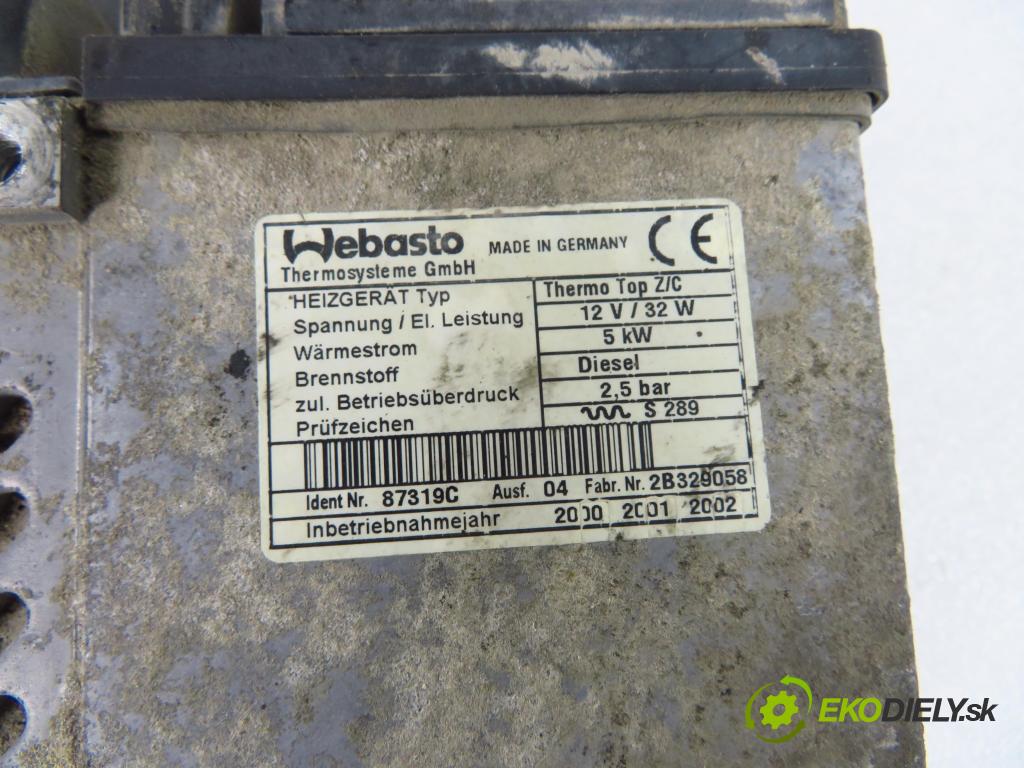 Webasto MADE IN GERMANY CE
Thermosysteme GmbH
HEIZGERÄT Typ Thermo Top Z/C
Spannung / El. Leistung 12 V / 32 W
Wärmestrom 5 kW
Brennstoff Diesel
zul. Betriebsüberdruck 2,5 bar
Prüfzeichen S 289
Ident Nr. 87319C Ausf. 04 Fabr. Nr. 2B329058
Inbetriebnahmejahr 2000 2001 2002
EKODIELY.sk